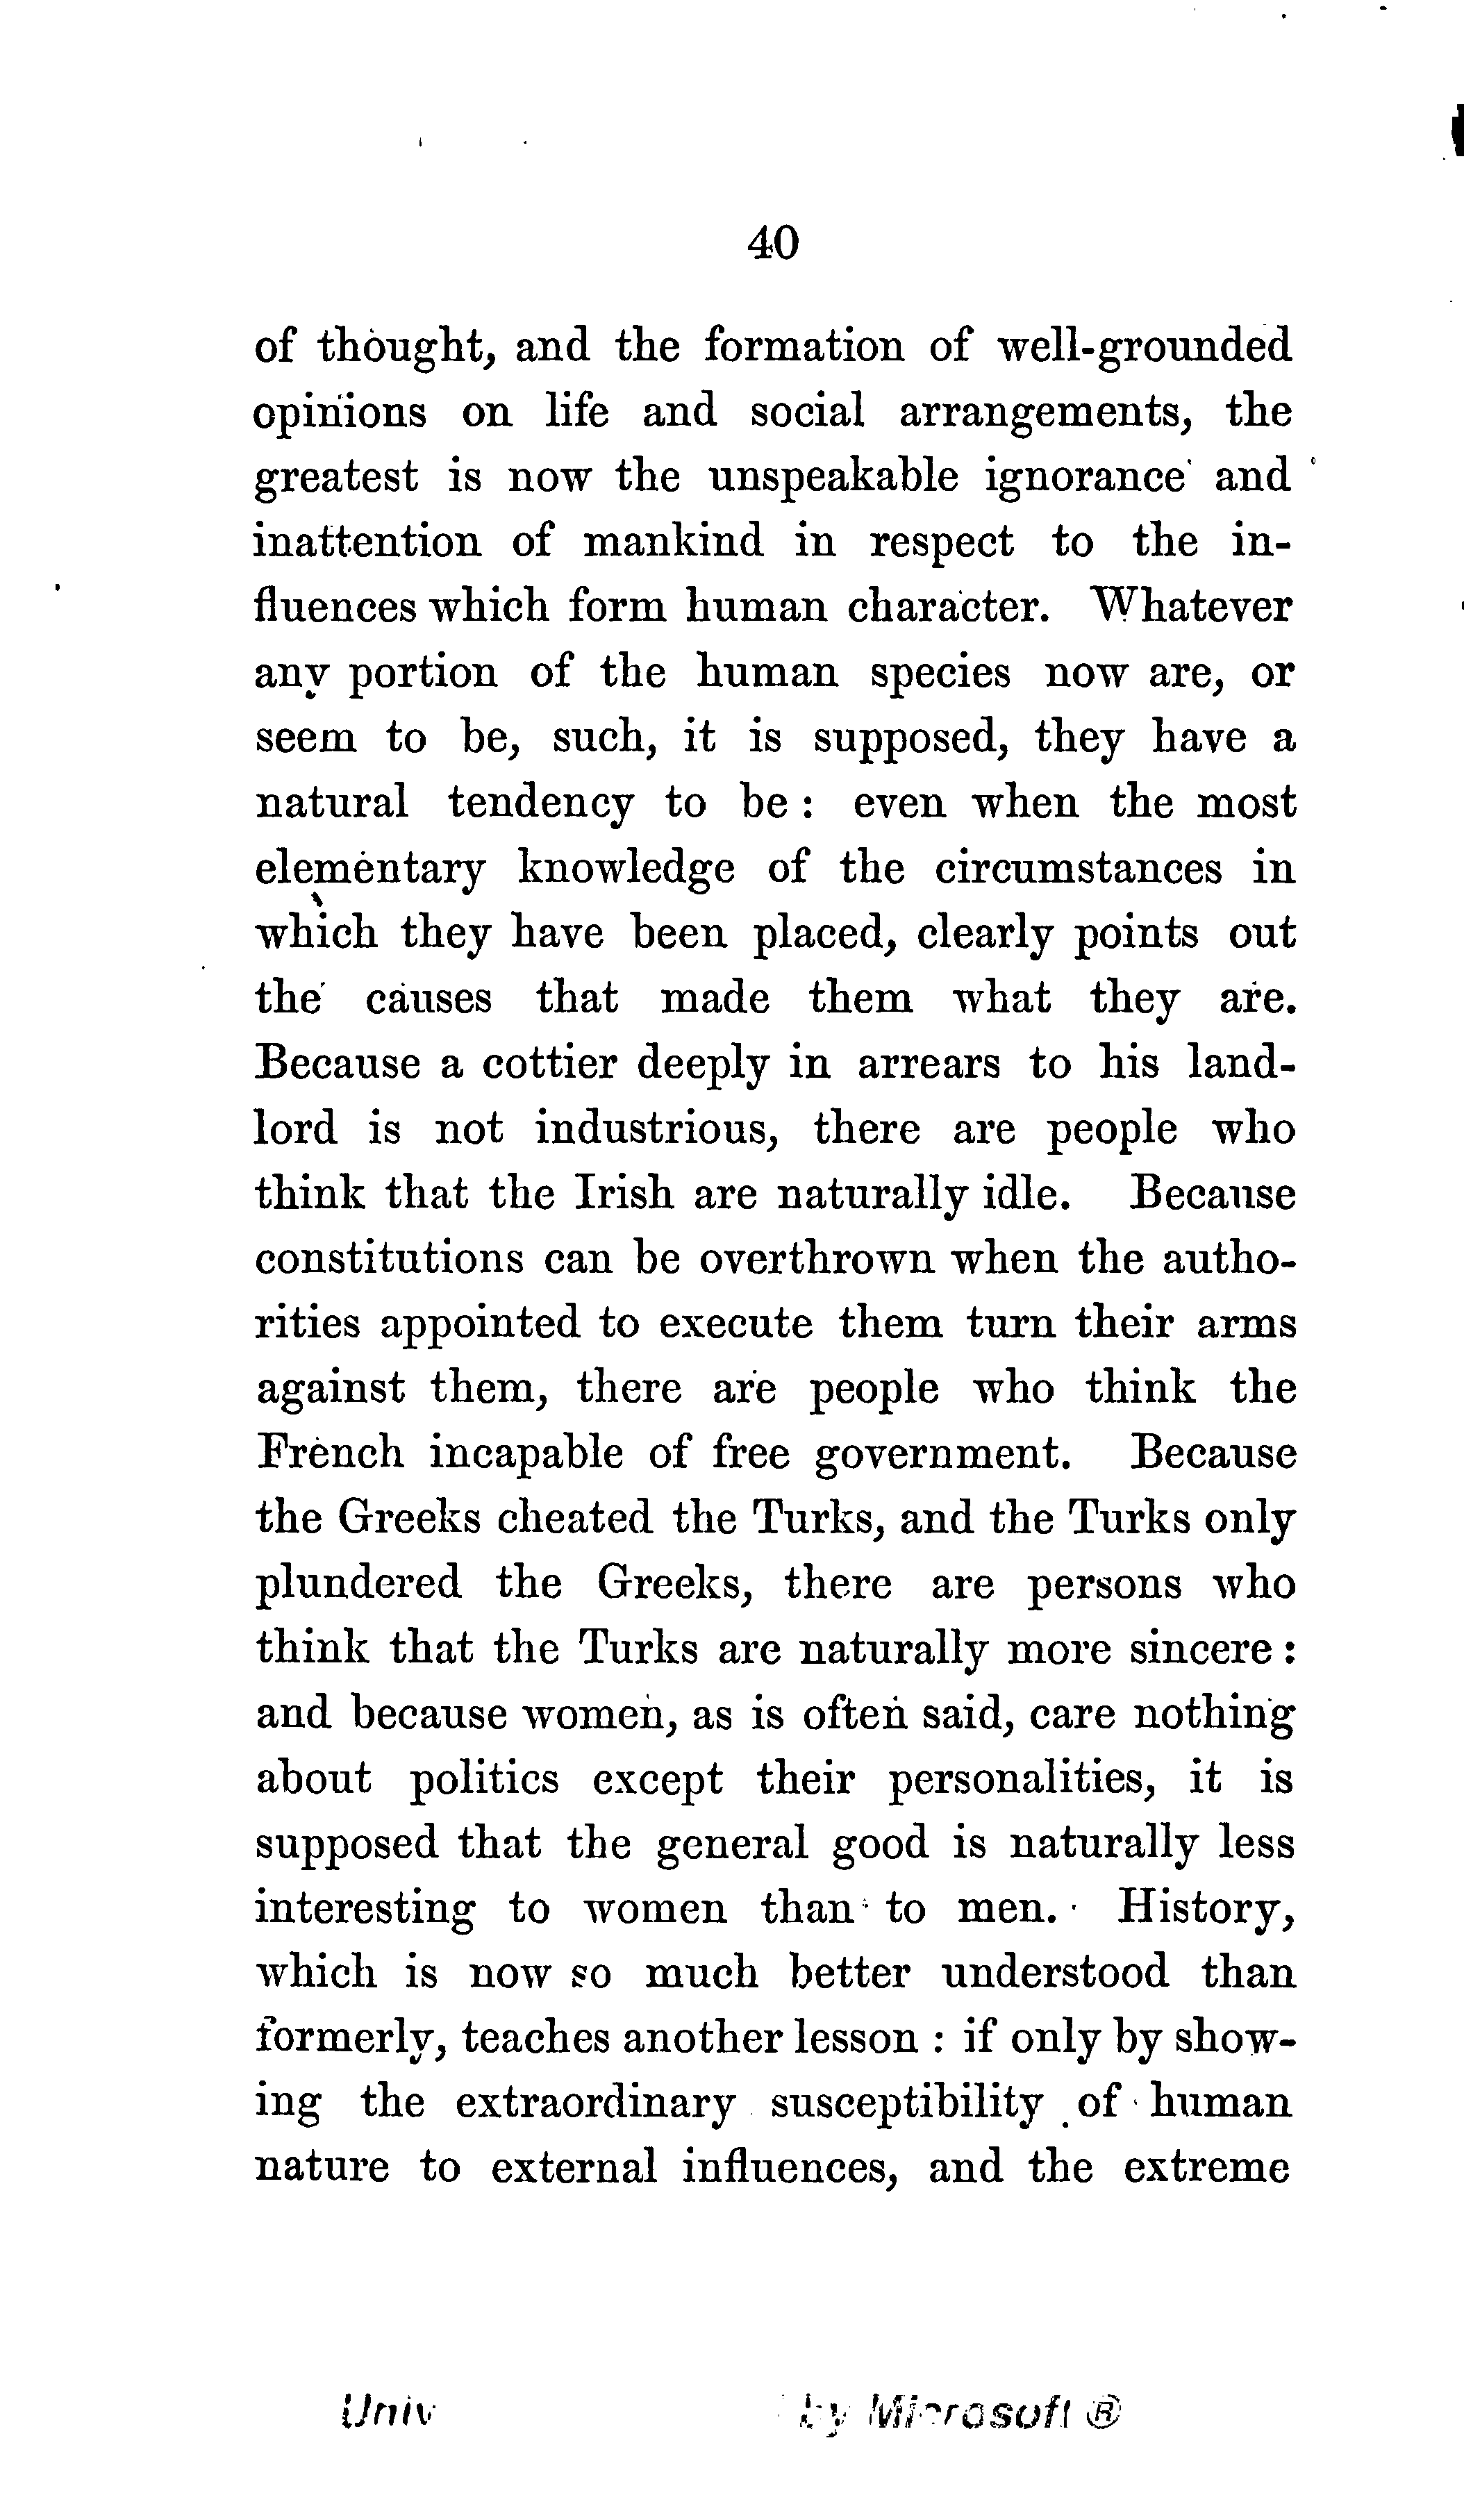 40
of thought, and the formation of well-grounded
opinions on life and social arrangements, the
greatest is now the unspeakable ignorance and
inattention of mankind in respect to the in-
fluences which form human character. Whatever
any portion of the human species now are, or
seem to be, such, it is supposed, they have a
natural tendency to be : even when the most
elementary knowledge of the circumstances in
which they have been placed, clearly points out
the causes that made them what they are.
Because a cottier deeply in arrears to his land-
lord is not industrious, there are people who
think that the Irish are naturally idle. Because
constitutions can be overthrown when the autho-
rities appointed to execute them turn their arms
against them, there are people who think the
French incapable of free government. Because
the Greeks cheated the Turks, and the Turks only
plundered the Greeks, there are persons who
think that the Turks are naturally more sincere :
and because women, as is often said, care nothing
about politics except their personalities, it is
supposed that the general good is naturally less
interesting to women than to men. History,
which is now so much better understood than
formerly, teaches another lesson : if only by show-
ing the extraordinary susceptibility of human
nature to external influences, and the extreme
Univ by Microsoft ®